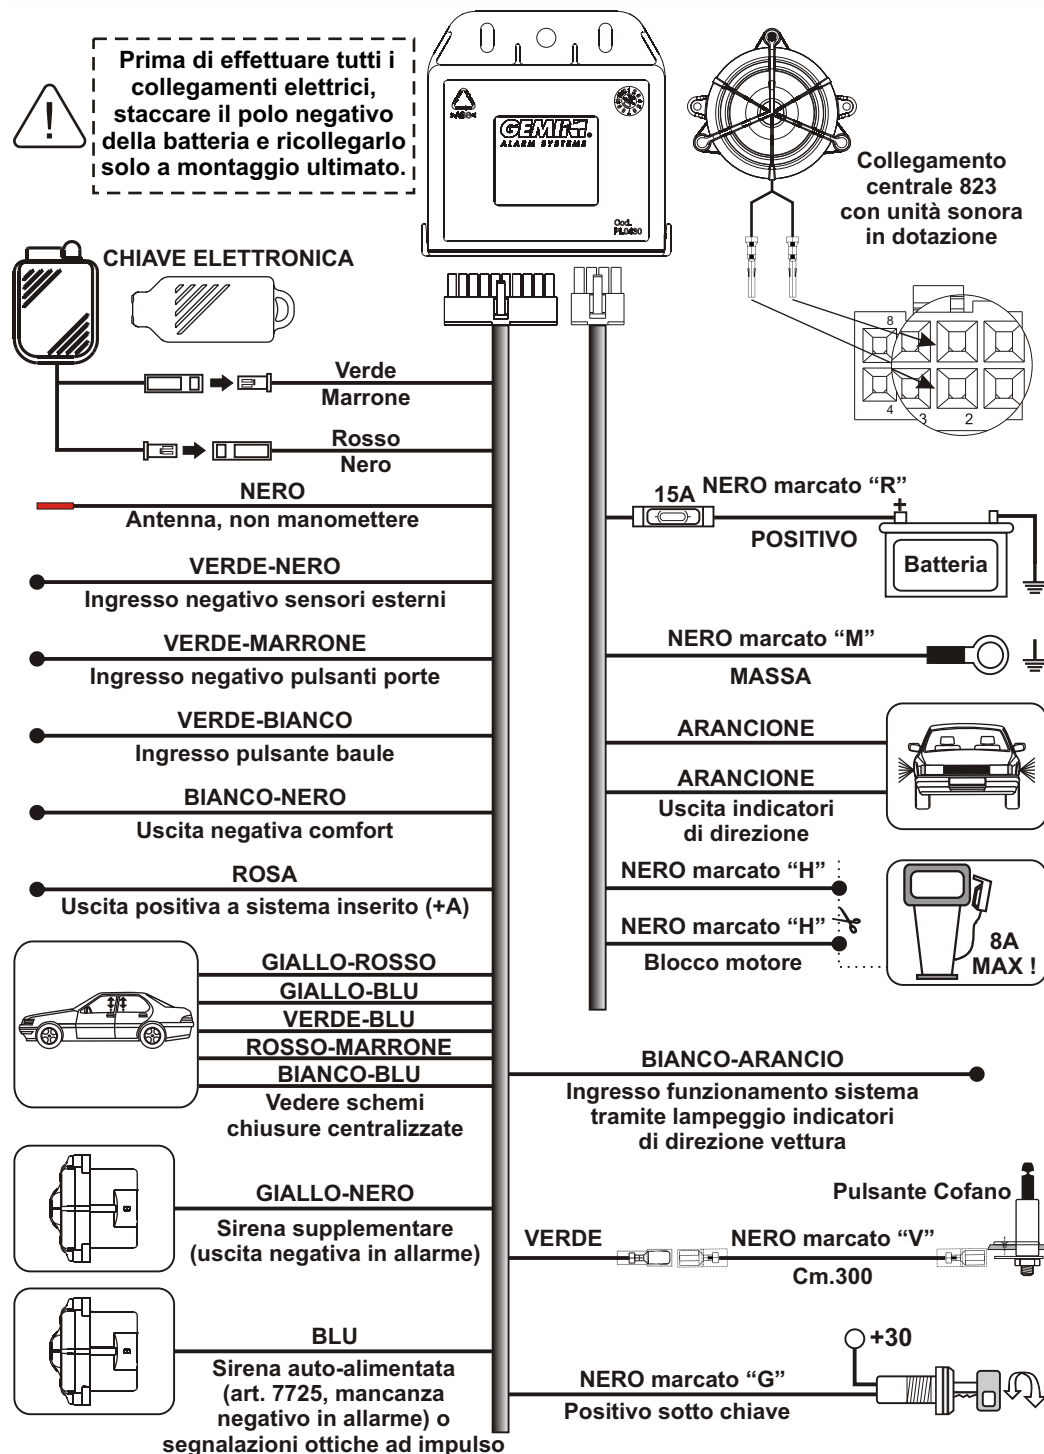 Prima di effettuare tutti i
collegamenti elettrici,
staccare il polo negativo
della batteria e ricollegarlo
solo a montaggio ultimato.
!
>ABS<
GEMINI
ALARM SYSTEMS
Cod.
Collegamento
centrale 823
con unità sonora
in dotazione
8
4
3
2
CHIAVE ELETTRONICA
Verde
Marrone
Rosso
Nero
NERO
Antenna, non manomettere
VERDE-NERO
Ingresso negativo sensori esterni
VERDE-MARRONE
Ingresso negativo pulsanti porte
VERDE-BIANCO
Ingresso pulsante baule
BIANCO-NERO
Uscita negativa comfort
ROSA
Uscita positiva a sistema inserito (+A)
GIALLO-ROSSO
GIALLO-BLU
VERDE-BLU
ROSSO-MARRONE
BIANCO-BLU
Vedere schemi
chiusure centralizzate
GIALLO-NERO
Sirena supplementare
(uscita negativa in allarme)
BLU
Sirena auto-alimentata
(art. 7725, mancanza
negativo in allarme) o
segnalazioni ottiche ad impulso
15A
NERO marcato “R”
+
POSITIVO
Batteria
NERO marcato “M”
MASSA
ARANCIONE
ARANCIONE
Uscita indicatori
di direzione
NERO marcato “H”
NERO marcato “H”
Blocco motore
8A
MAX !
BIANCO-ARANCIO
Ingresso funzionamento sistema
tramite lampeggio indicatori
di direzione vettura
Pulsante Cofano
VERDE
NERO marcato “V”
Cm.300
+30
NERO marcato “G”
Positivo sotto chiave